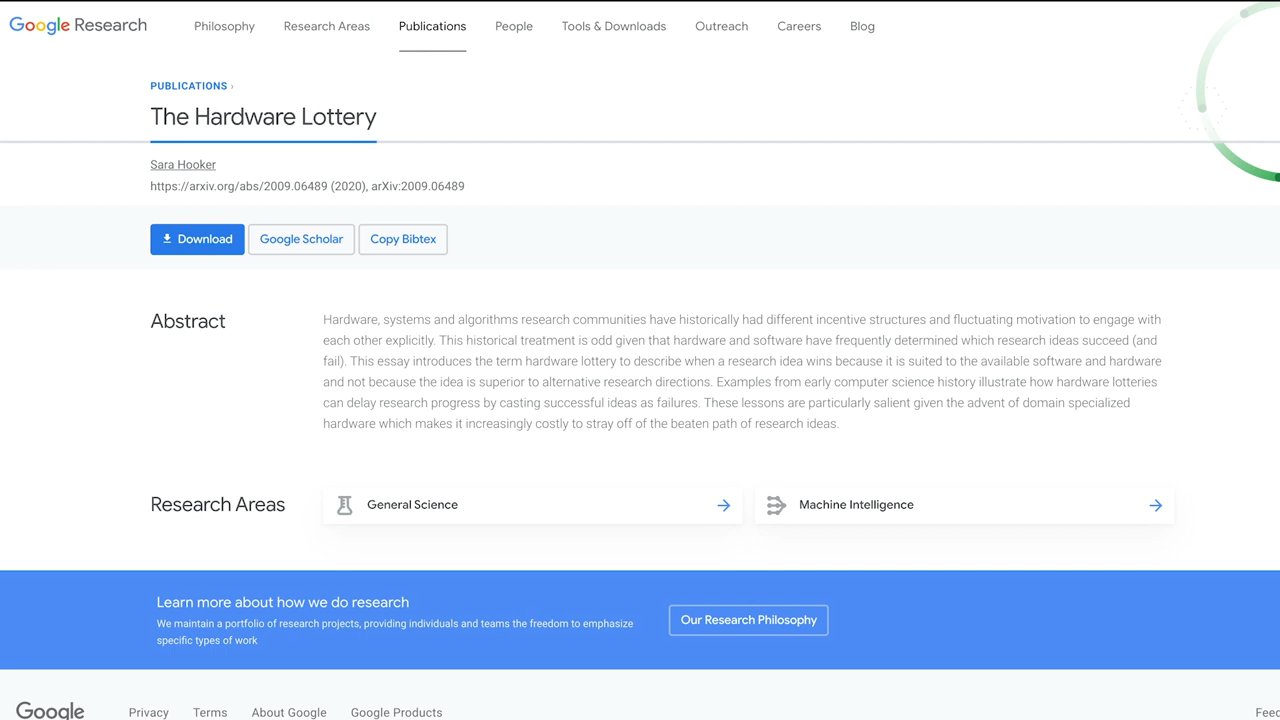 Google Research Philosophy Research Areas Publications People Tools & Downloads Outreach Careers Blog
PUBLICATIONS ›
The Hardware Lottery
Sara Hooker
https://arxiv.org/abs/2009.06489 (2020), arXiv:2009.06489
Download Google Scholar Copy Bibtex
Abstract
Hardware, systems and algorithms research communities have historically had different incentive structures and fluctuating motivation to engage with
each other explicitly. This historical treatment is odd given that hardware and software have frequently determined which research ideas succeed (and
fail). This essay introduces the term hardware lottery to describe when a research idea wins because it is suited to the available software and hardware
and not because the idea is superior to alternative research directions. Examples from early computer science history illustrate how hardware lotteries
can delay research progress by casting successful ideas as failures. These lessons are particularly salient given the advent of domain specialized
hardware which makes it increasingly costly to stray off of the beaten path of research ideas.
Research Areas General Science Machine Intelligence
Learn more about how we do research
We maintain a portfolio of research projects, providing individuals and teams the freedom to emphasize
specific types of work
Our Research Philosophy
Google Privacy Terms About Google Google Products Feed